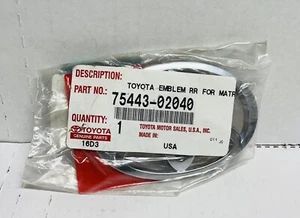 DESCRIPTION:
TOYOTA EMBLEM RR FOR MATR
PART NO.:
75443-02040
QUANTITY:
1
TOYOTA MOTOR SALES, U.S.A., INC.
MADE IN:
USA
TOYOTA
GENUINE PARTS
16D3